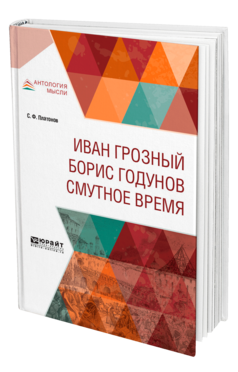 АНТОЛОГИЯ
МЫСЛИ
С. Ф. Платонов
ИВАН ГРОЗНЫЙ
БОРИС ГОДУНОВ
СМУТНОЕ ВРЕМЯ
юрайт